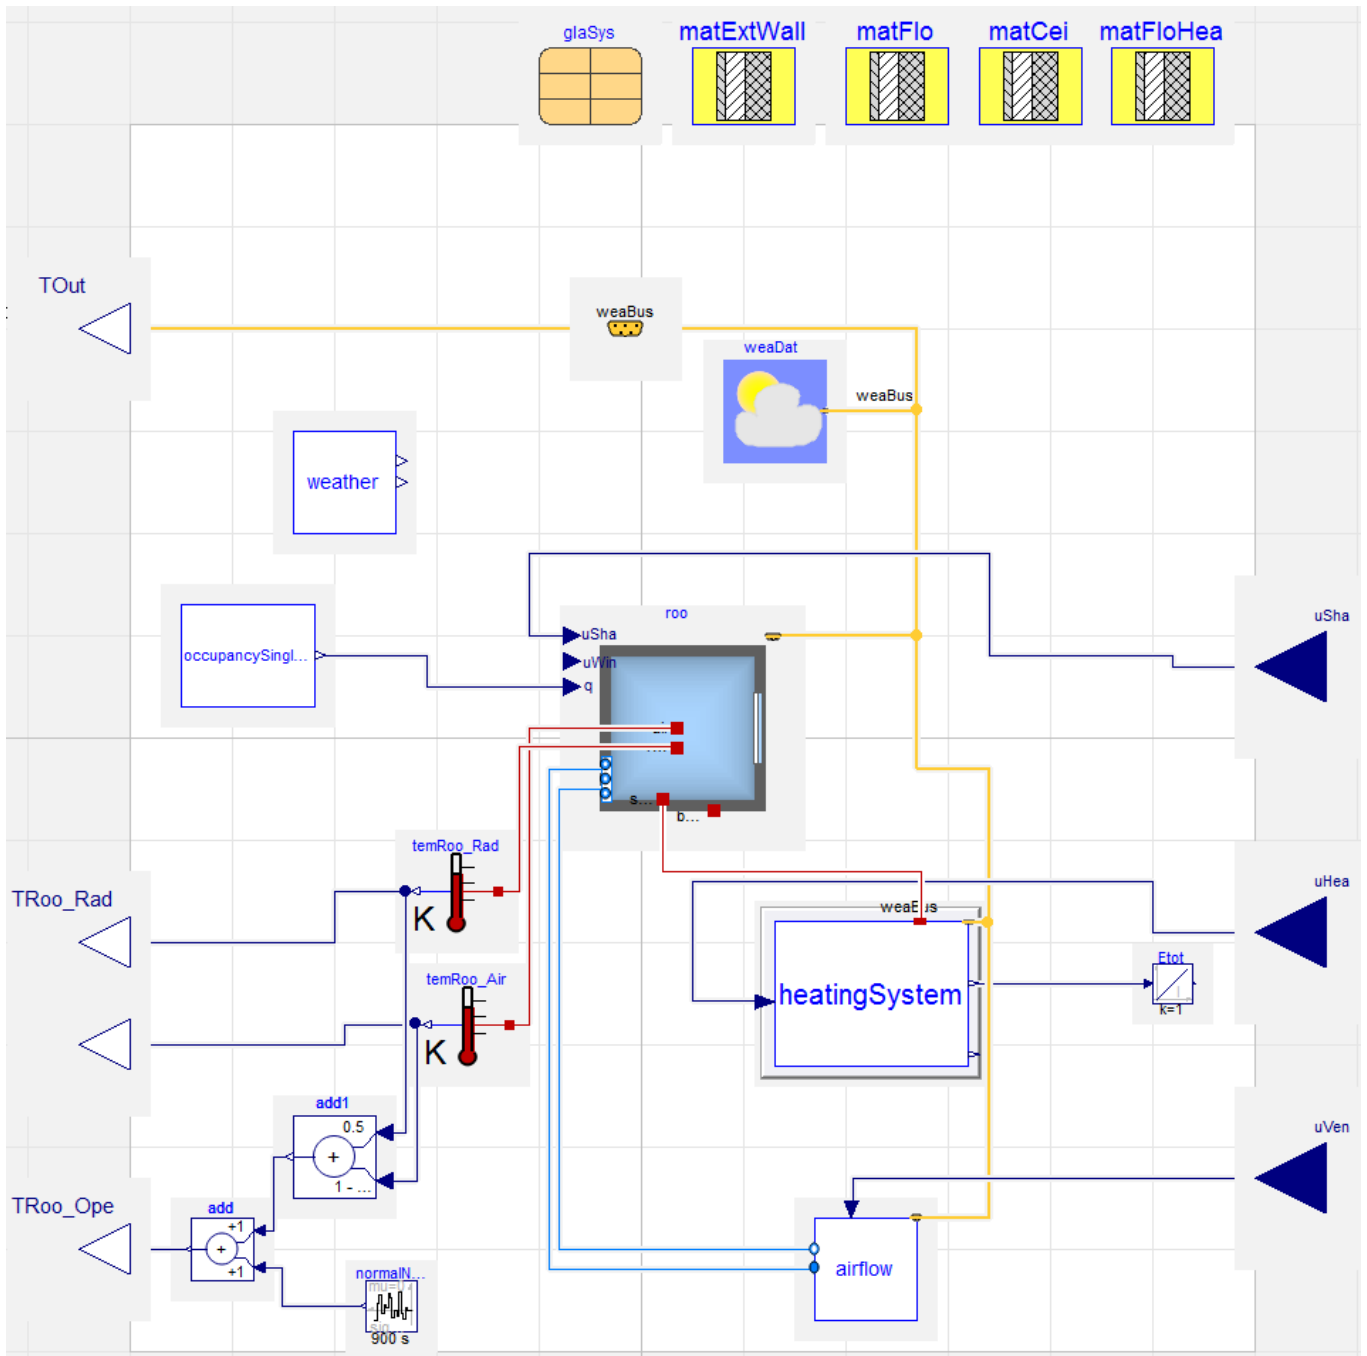 glaSys
matExtWall
matFlo
matCei
matFloHea
TOut
weaBus
weaDat
weaBus
weather
uSha
roo
uSha
uWin
q
occupancySingl...
s...
b...
temRoo_Rad
K
TRoo_Rad
uHea
weaBus
heatingSystem
Etot
k=1
temRoo_Air
K
add1
0.5
+
1 - ...
uVen
TRoo_Ope
add
+1
+
+1
airflow
normalN...
900 s